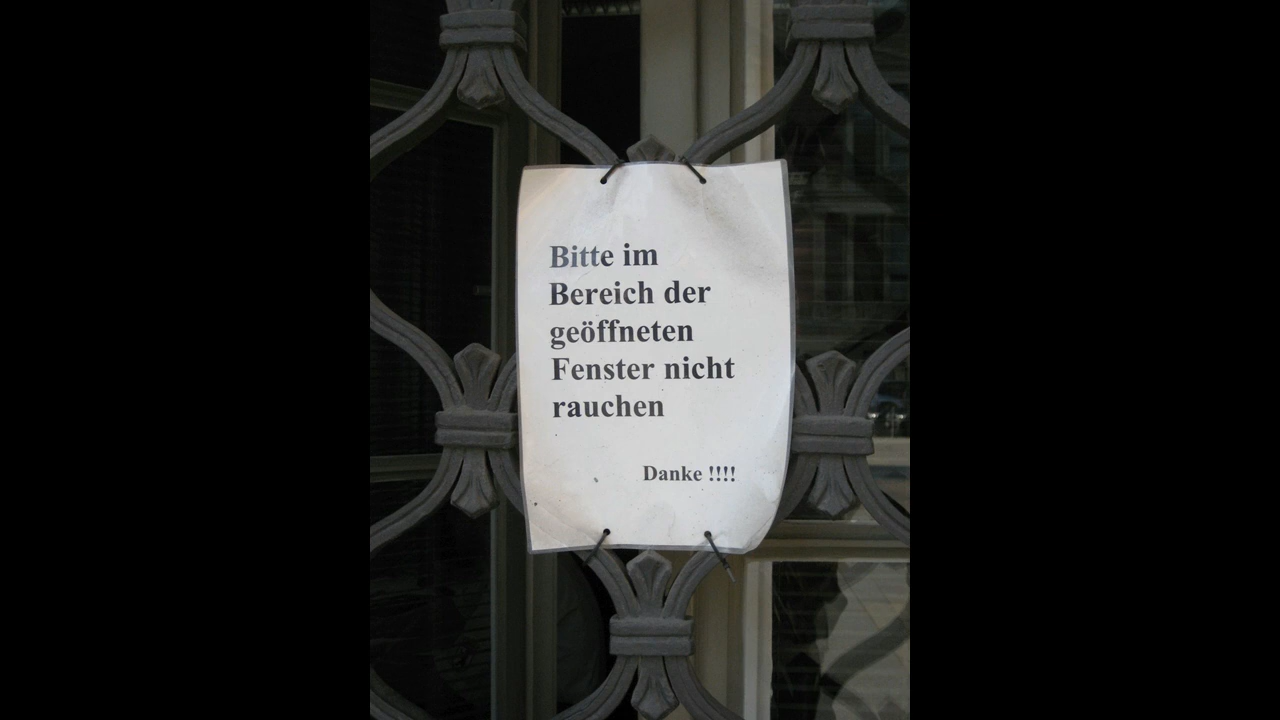 Bitte im
Bereich der
geöffneten
Fenster nicht
rauchen
Danke !!!!